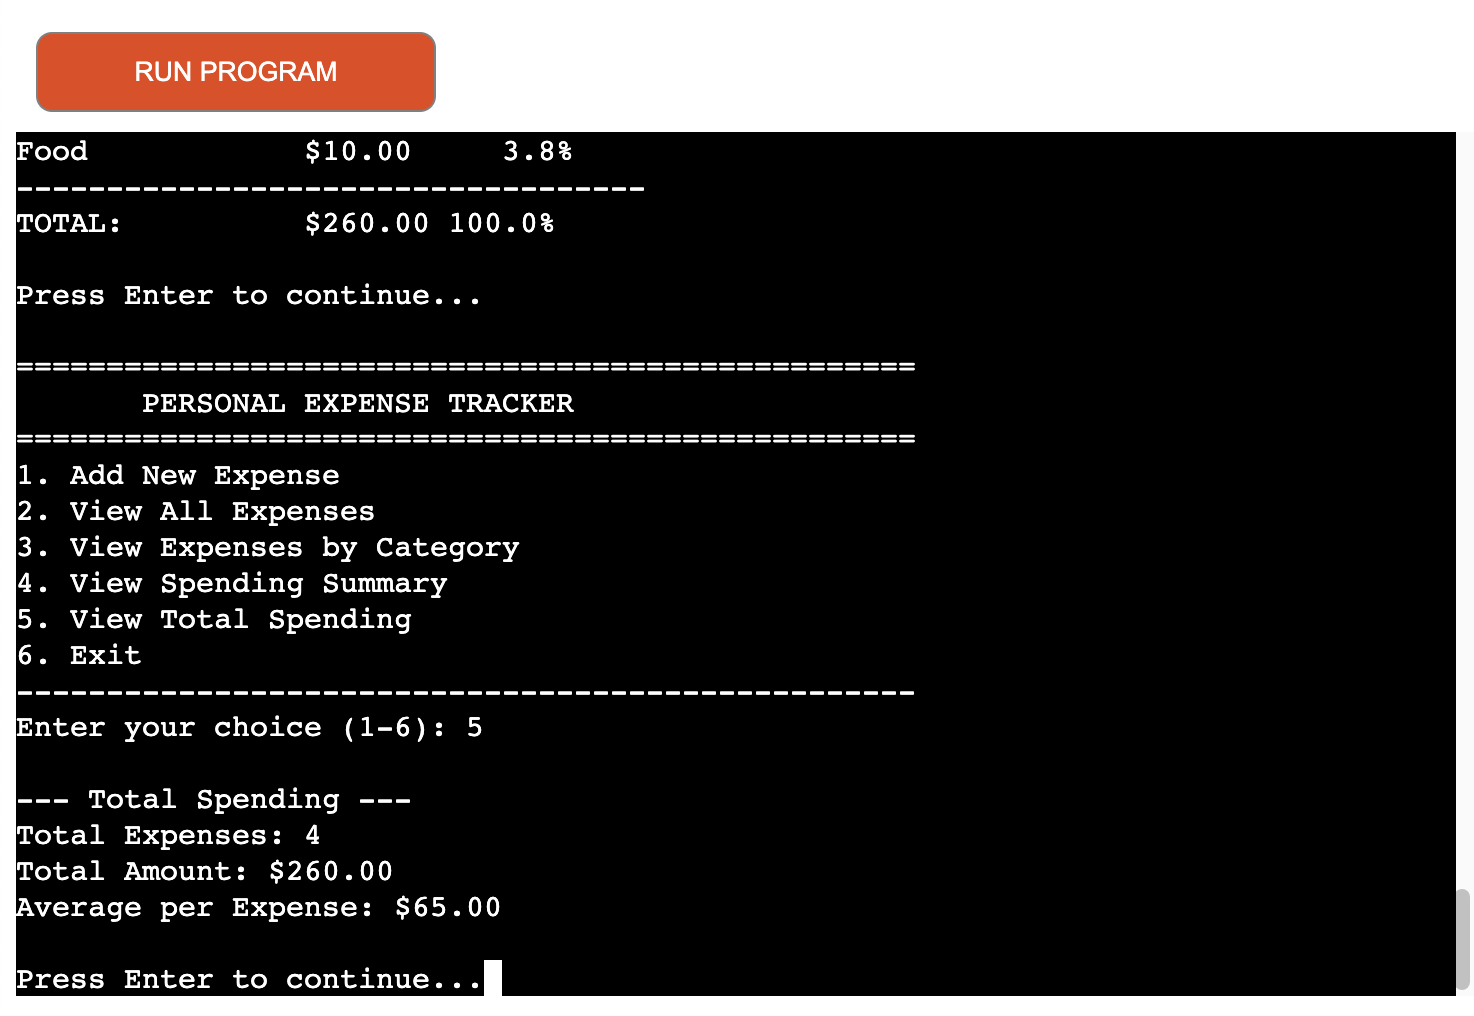 RUN PROGRAM
Food            $10.00     3.8%
-----------------------------------
TOTAL:          $260.00 100.0%
Press Enter to continue...
==================================================
       PERSONAL EXPENSE TRACKER
==================================================
1. Add New Expense
2. View All Expenses
3. View Expenses by Category
4. View Spending Summary
5. View Total Spending
6. Exit
--------------------------------------------------
Enter your choice (1-6): 5
--- Total Spending ---
Total Expenses: 4
Total Amount: $260.00
Average per Expense: $65.00
Press Enter to continue...